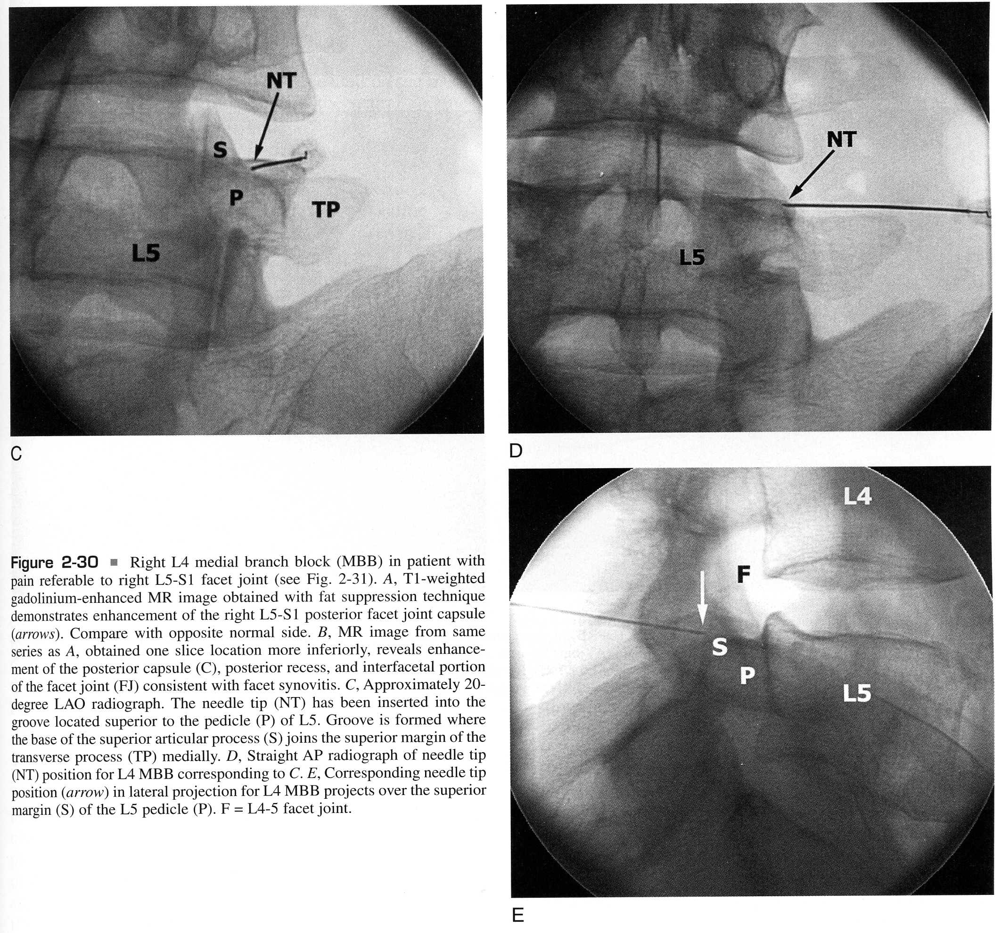 NT
S
P
TP
L5
C
NT
L5
D
L4
F
S
P
L5
E
Figure 2-30 ■ Right L4 medial branch block (MBB) in patient with
pain referable to right L5-S1 facet joint (see Fig. 2-31). A, T1-weighted
gadolinium-enhanced MR image obtained with fat suppression technique
demonstrates enhancement of the right L5-S1 posterior facet joint capsule
(arrows). Compare with opposite normal side. B, MR image from same
series as A, obtained one slice location more inferiorly, reveals enhance-
ment of the posterior capsule (C), posterior recess, and interfacetal portion
of the facet joint (FJ) consistent with facet synovitis. C, Approximately 20-
degree LAO radiograph. The needle tip (NT) has been inserted into the
groove located superior to the pedicle (P) of L5. Groove is formed where
the base of the superior articular process (S) joins the superior margin of the
transverse process (TP) medially. D, Straight AP radiograph of needle tip
(NT) position for L4 MBB corresponding to C. E, Corresponding needle tip
position (arrow) in lateral projection for L4 MBB projects over the superior
margin (S) of the L5 pedicle (P). F = L4-5 facet joint.